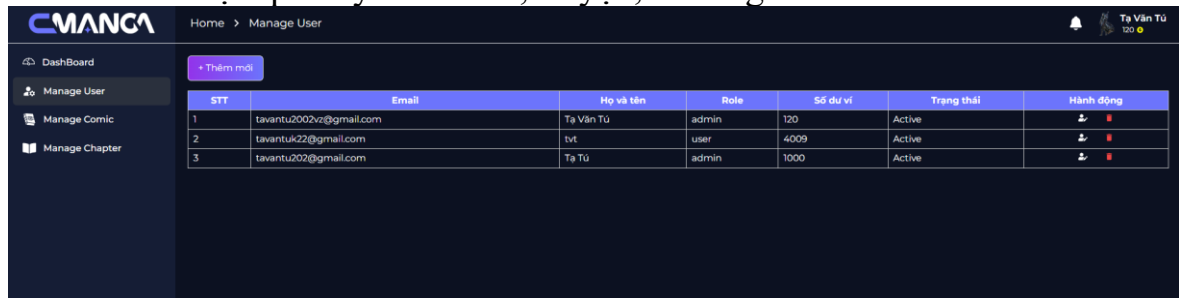 CMANGA
Home > Manage User
Tạ Văn Tú
120
DashBoard
Manage User
Manage Comic
Manage Chapter
+ Thêm mới
STT Email Họ và tên Role Số dư ví Trạng thái Hành động
1 tavantu2002vz@gmail.com Tạ Văn Tú admin 120 Active
2 tavantuk22@gmail.com tvt user 4009 Active
3 tavantu202@gmail.com Tạ Tú admin 1000 Active